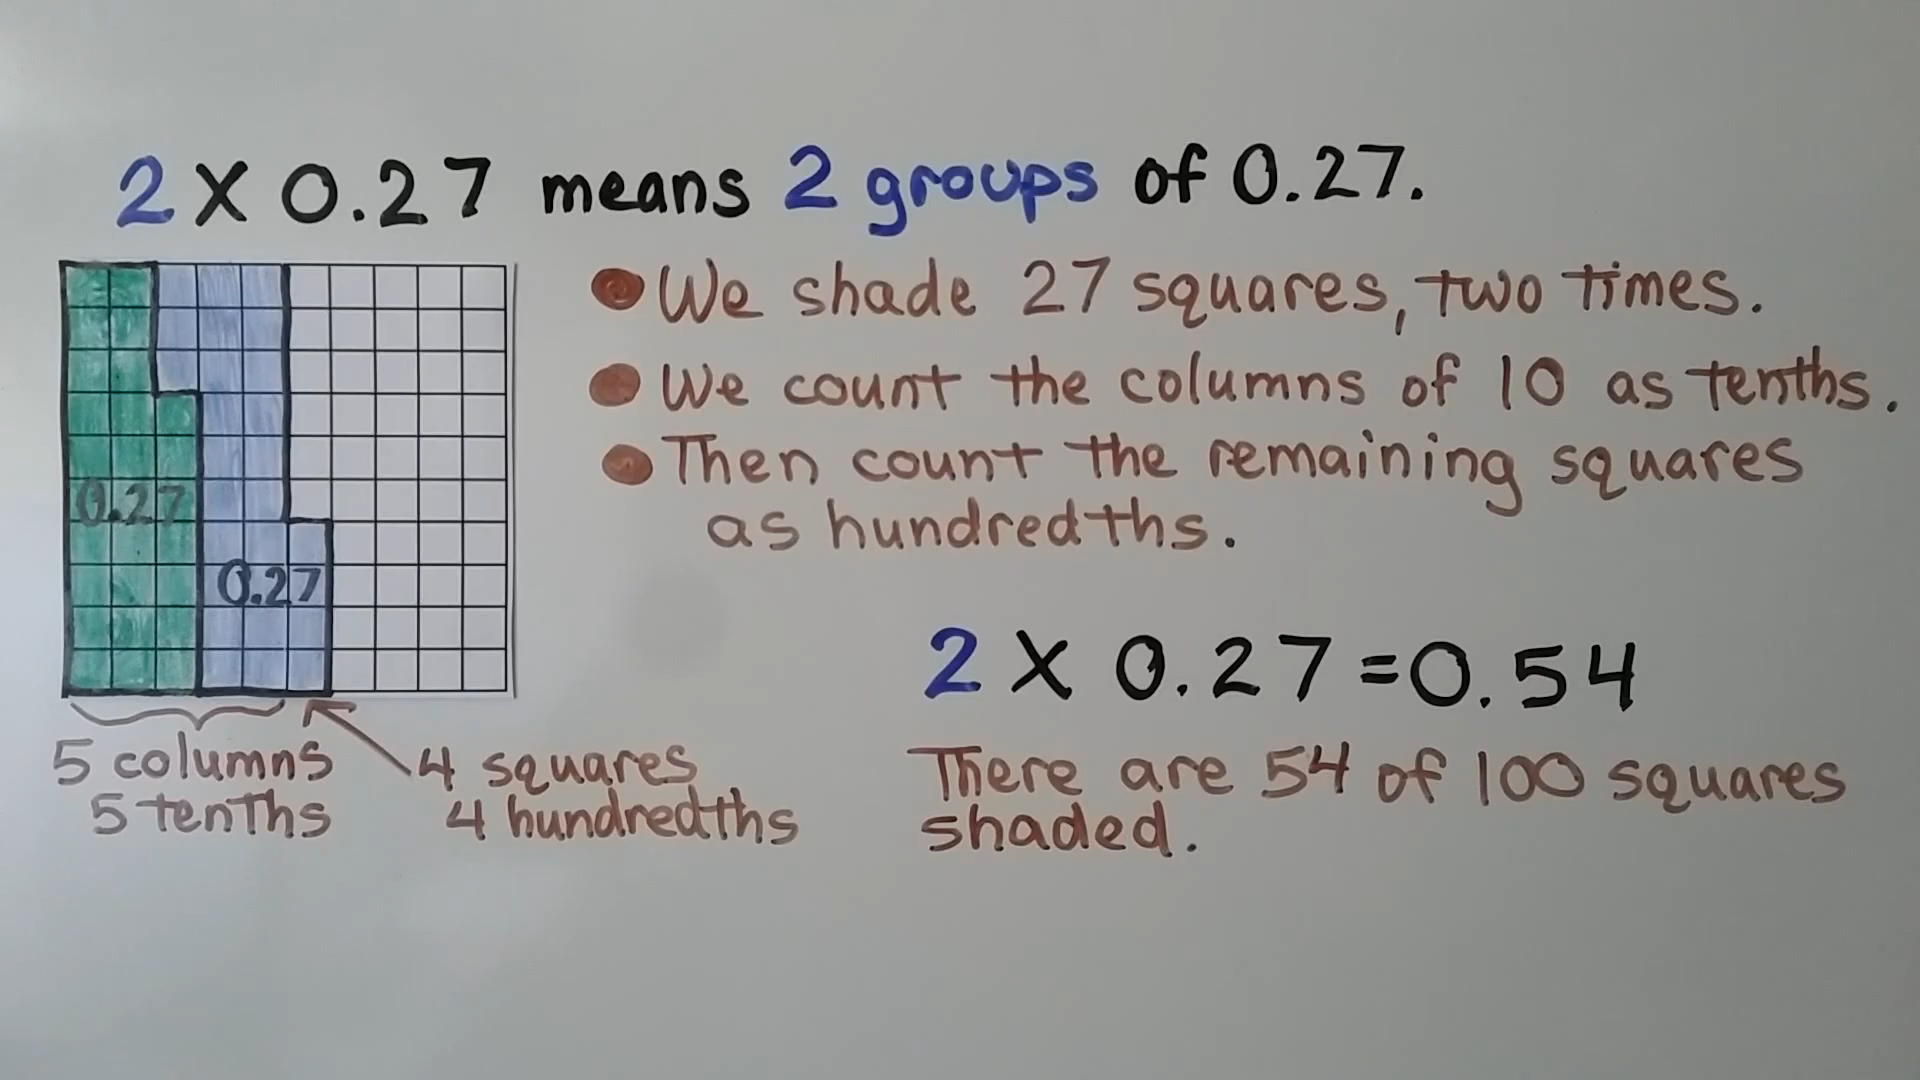 2 X 0.27 means 2 groups of 0.27.
We shade 27 squares, two times.
We count the columns of 10 as tenths.
Then count the remaining squares
as hundredths.
0.27
0.27
5 columns
5 tenths
4 squares
4 hundredths
2 X 0.27 = 0.54
There are 54 of 100 squares
shaded.